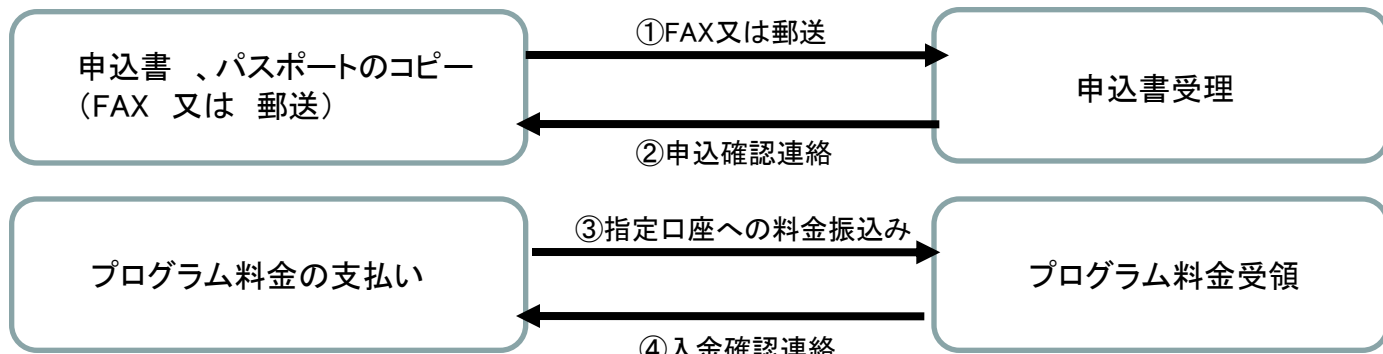 ①FAX又は郵送
申込書 、パスポートのコピー
（FAX 又は 郵送）
申込書受理
②申込確認連絡
③指定口座への料金振込み
プログラム料金の支払い
プログラム料金受領
④入金確認連絡